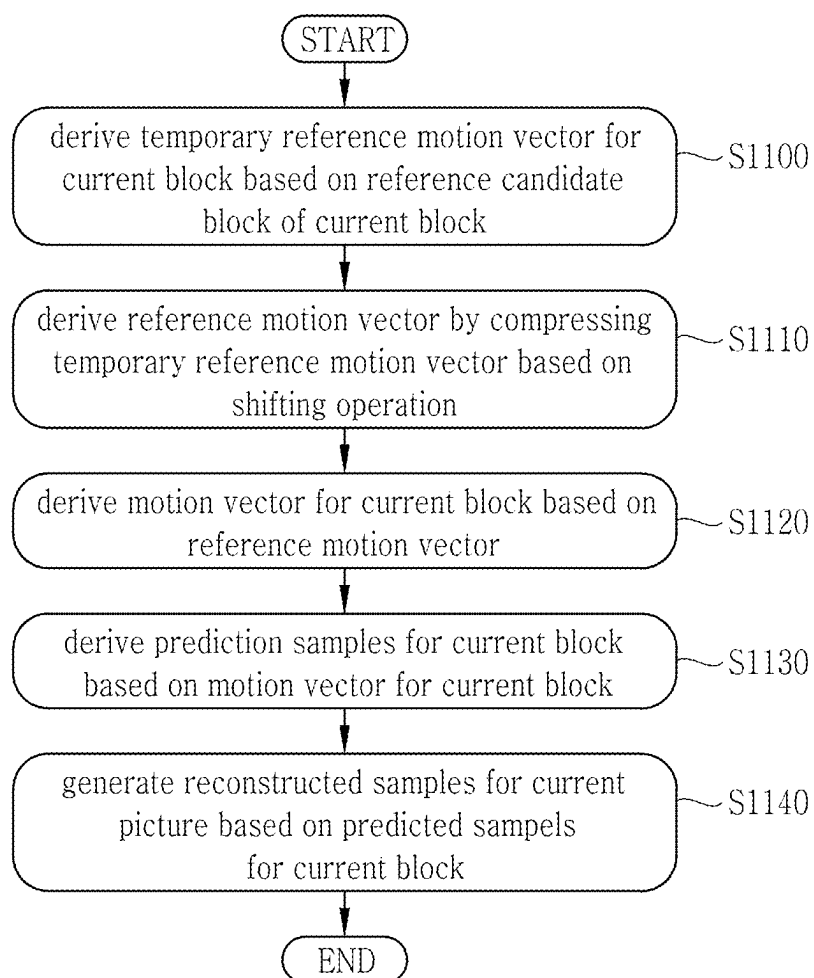 START
derive temporary reference motion vector for
current block based on reference candidate
block of current block
S1100
derive reference motion vector by compressing
temporary reference motion vector based on
shifting operation
S1110
derive motion vector for current block based on
reference motion vector
S1120
derive prediction samples for current block
based on motion vector for current block
S1130
generate reconstructed samples for current
picture based on predicted sampels
for current block
S1140
END